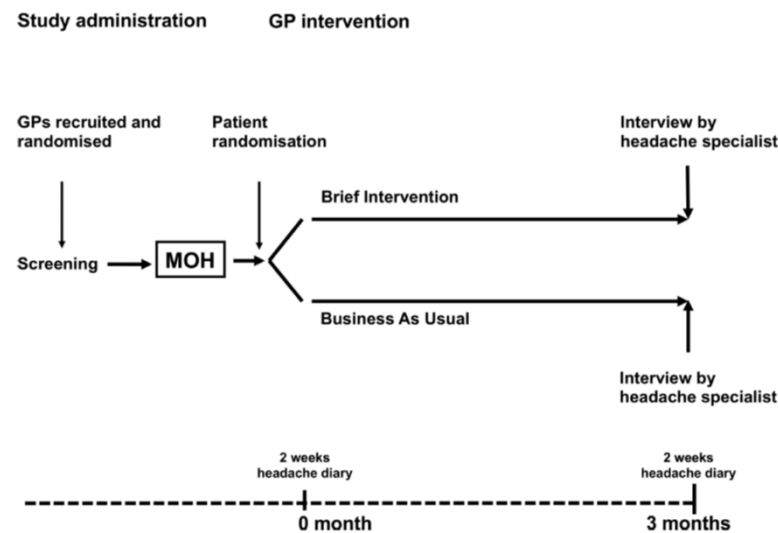 Study administration
GP intervention
GPs recruited and
randomised
Patient
randomisation
Interview by
headache specialist
Brief Intervention
Screening
MOH
Business As Usual
Interview by
headache specialist
2 weeks
headache diary
2 weeks
headache diary
0 month
3 months